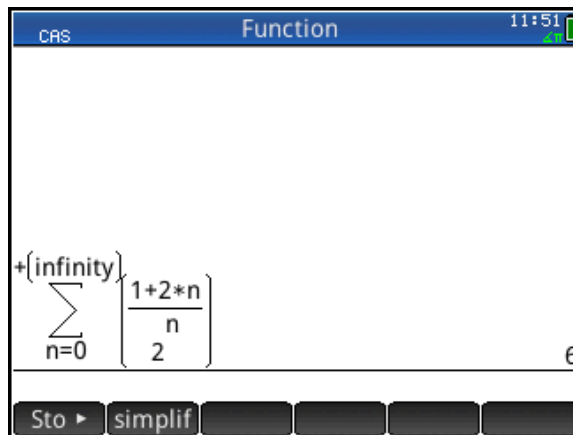 CAS Function 11:51
∡π
+(infinity)
∑ (1+2*n
n
n=0 2 )
6
Sto ► simplif